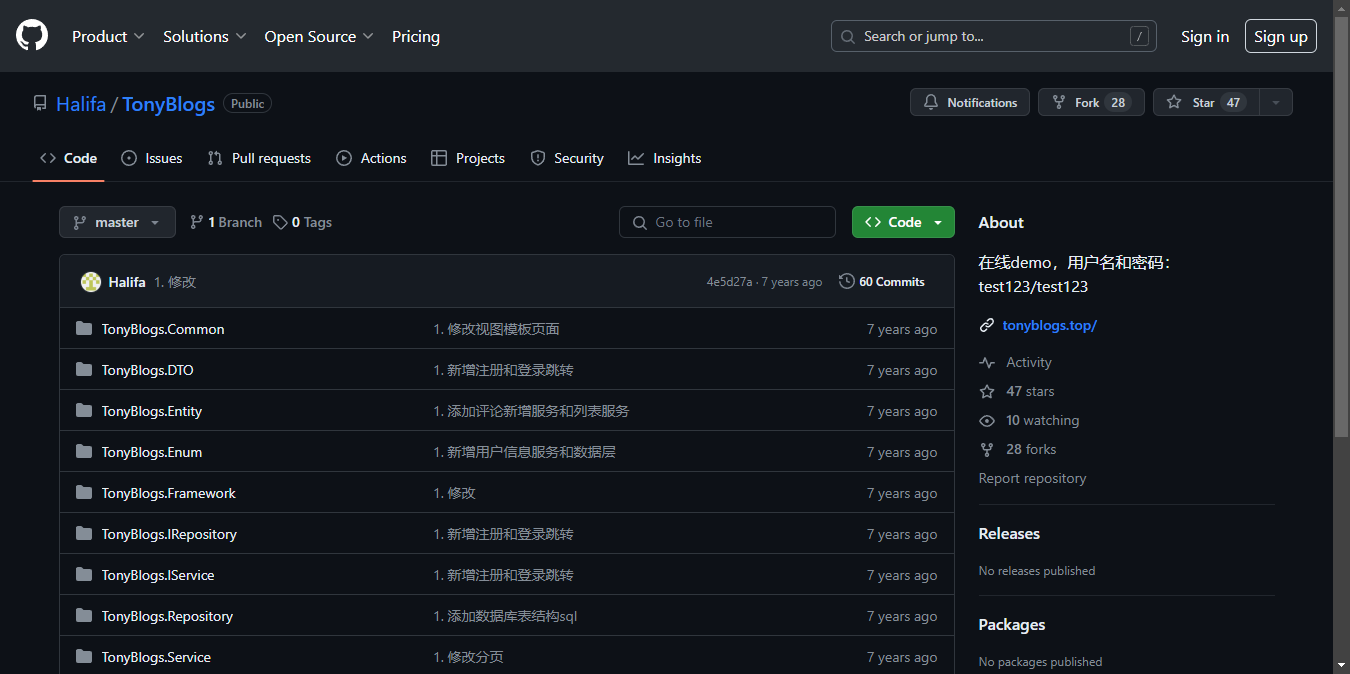 Product Solutions Open Source Pricing Search or jump to... / Sign in Sign up
Halifa / TonyBlogs Public Notifications Fork 28 Star 47
Code Issues Pull requests Actions Projects Security Insights
master 1 Branch 0 Tags Go to file Code
Halifa 1. 修改 4e5d27a · 7 years ago 60 Commits
TonyBlogs.Common 1. 修改视图模板页面 7 years ago
TonyBlogs.DTO 1. 新增注册和登录跳转 7 years ago
TonyBlogs.Entity 1. 添加评论新增服务和列表服务 7 years ago
TonyBlogs.Enum 1. 新增用户信息服务和数据层 7 years ago
TonyBlogs.Framework 1. 修改 7 years ago
TonyBlogs.IRepository 1. 新增注册和登录跳转 7 years ago
TonyBlogs.IService 1. 新增注册和登录跳转 7 years ago
TonyBlogs.Repository 1. 添加数据库表结构sql 7 years ago
TonyBlogs.Service 1. 修改分页 7 years ago
About
在线demo，用户名和密码：
test123/test123
tonyblogs.top/
Activity
47 stars
10 watching
28 forks
Report repository
Releases
No releases published
Packages
No packages published